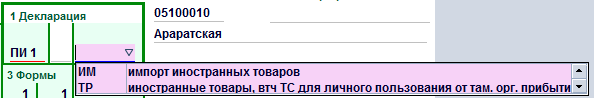 1 Декларация
05100010
Араратская
ПИ 1
ИМ импорт иностранных товаров
ТР иностранные товары, втч ТС для личного пользования от там. орг. прибыти
3 Формы
1 1